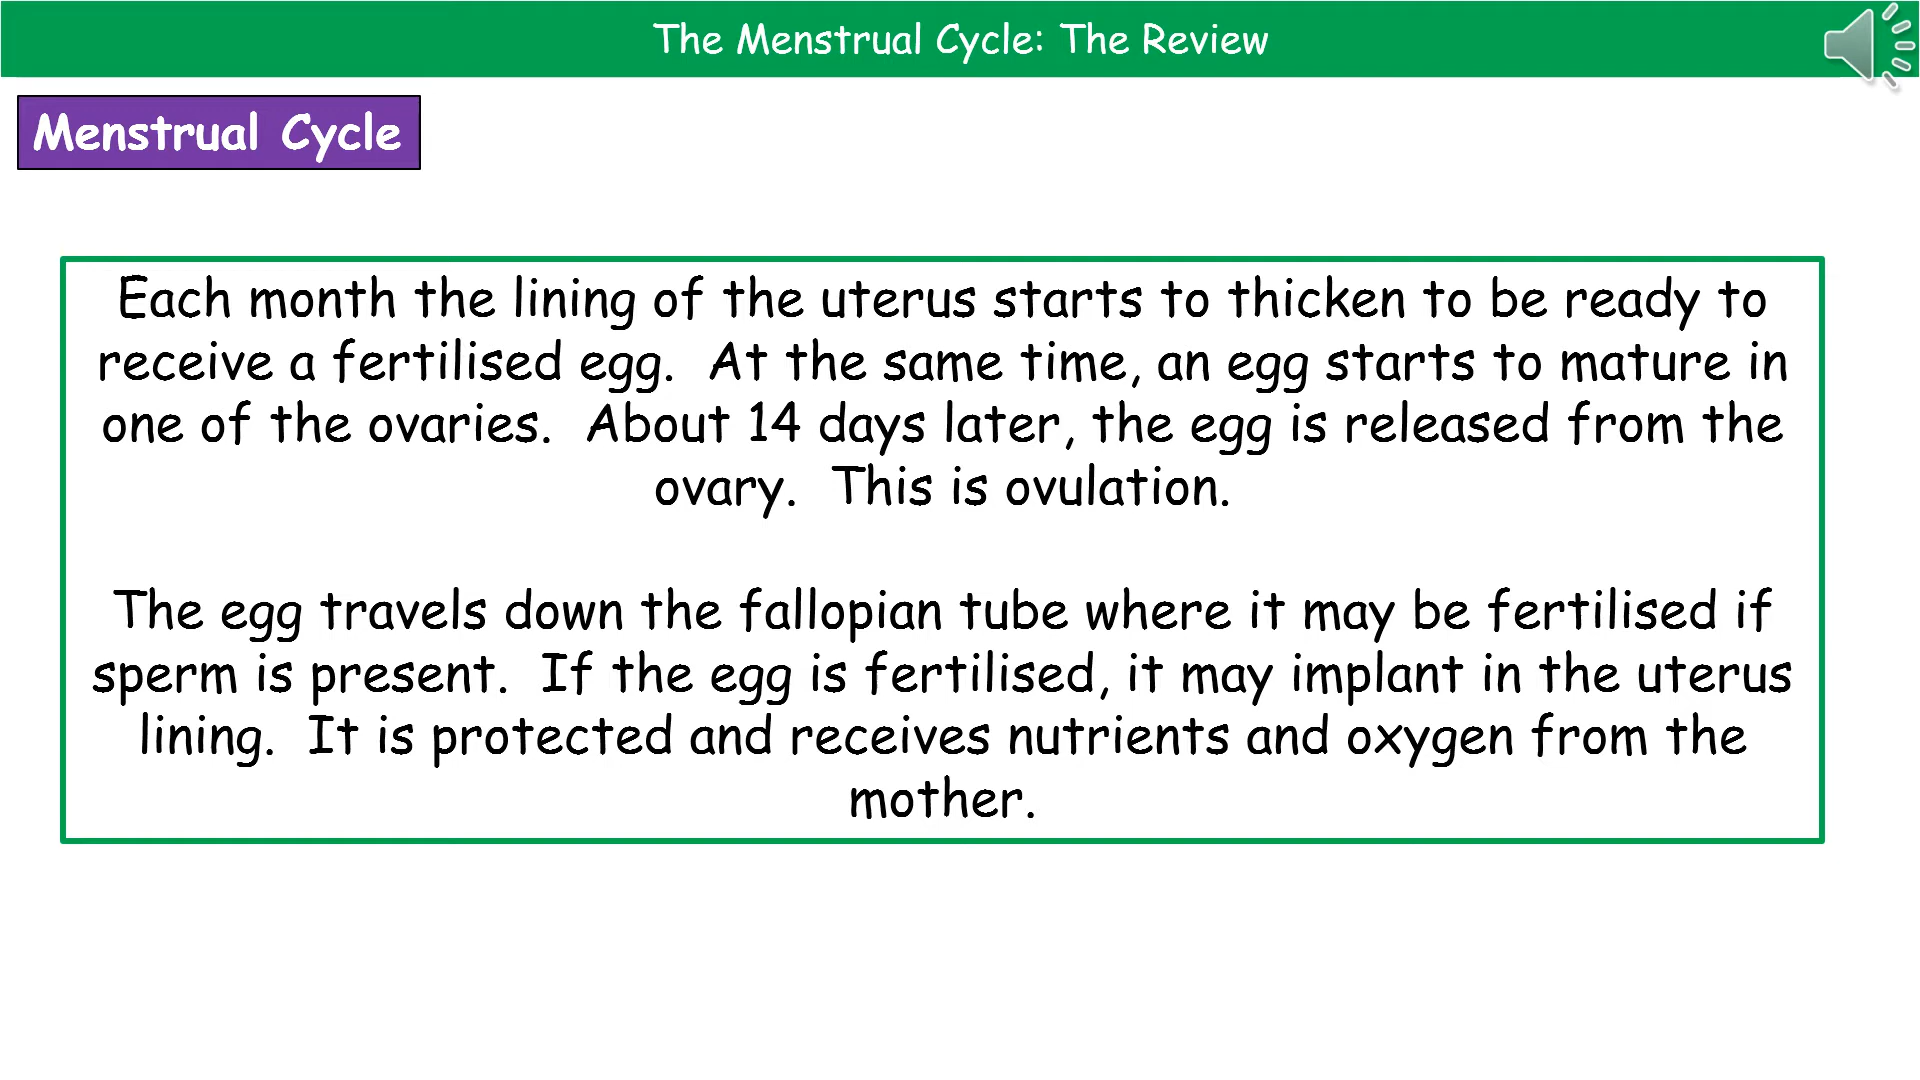 The Menstrual Cycle: The Review
Menstrual Cycle
Each month the lining of the uterus starts to thicken to be ready to
receive a fertilised egg.  At the same time, an egg starts to mature in
one of the ovaries.  About 14 days later, the egg is released from the
ovary.  This is ovulation.
The egg travels down the fallopian tube where it may be fertilised if
sperm is present.  If the egg is fertilised, it may implant in the uterus
lining.  It is protected and receives nutrients and oxygen from the
mother.